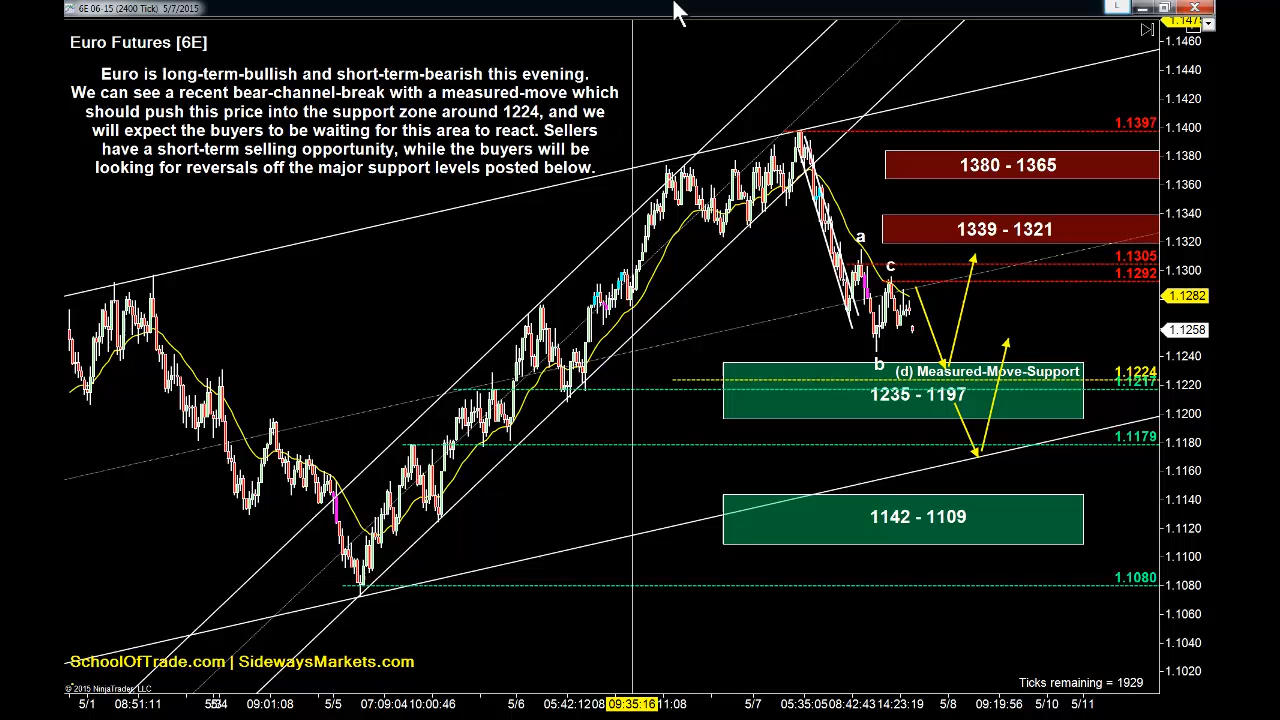 6E 06-15 (2400 Tick) 5/7/2015
L
Euro Futures [6E]
Euro is long-term-bullish and short-term-bearish this evening.
We can see a recent bear-channel-break with a measured-move which
should push this price into the support zone around 1224, and we
will expect the buyers to be waiting for this area to react. Sellers
have a short-term selling opportunity, while the buyers will be
looking for reversals off the major support levels posted below.
1.1460
1.1440
1.1420
1.1397
1.1400
1380 - 1365
1.1380
1.1360
1339 - 1321
1.1340
a
1.1320
c
1.1305
1.1292
1.1300
1.1282
1.1258
b
(d) Measured-Move-Support
1.1240
1.1224
1.1217
1.1220
1235 - 1197
1.1200
1.1179
1.1180
1.1160
1142 - 1109
1.1140
1.1120
1.1100
1.1080
1.1080
1.1060
1.1040
1.1020
SchoolOfTrade.com | SidewaysMarkets.com
© 2015 NinjaTrader, LLC
Ticks remaining = 1929
5/1 08:51:11 09:01:08 5/5 07:09:04 10:00:46 5/6 05:42:12 09:35:16 5/7 05:35:05 08:42:43 14:23:19 5/8 09:19:56 5/10 5/11